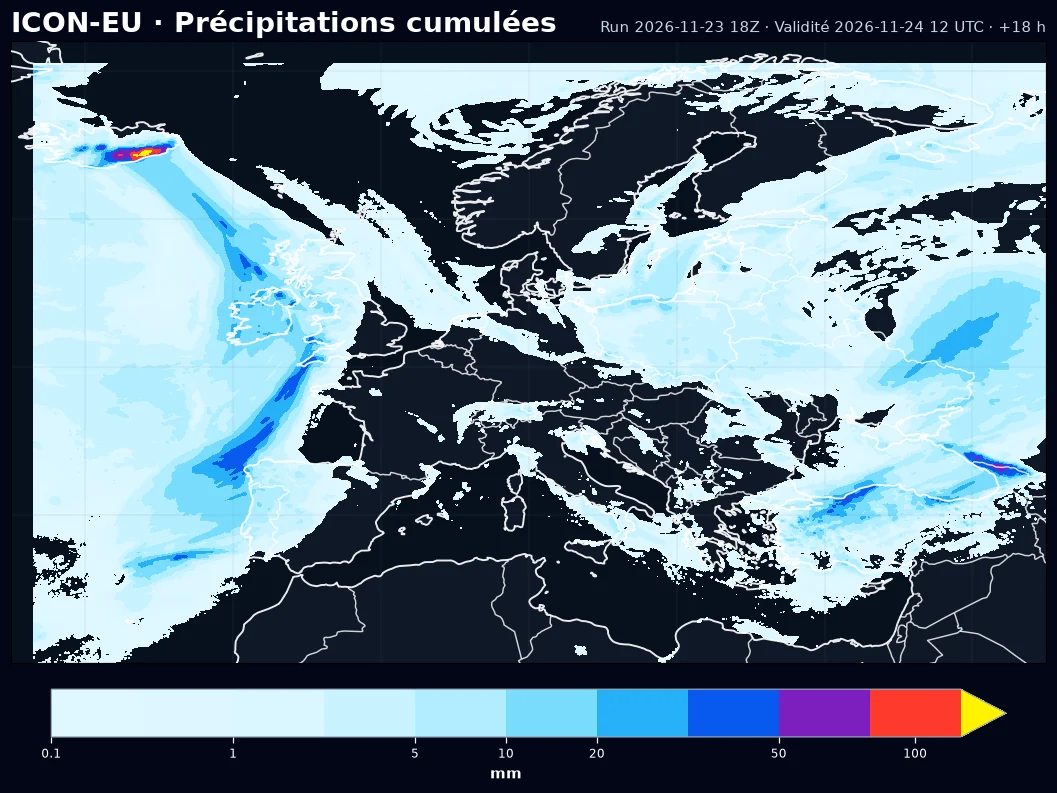 ICON-EU · Précipitations cumulées
Run 2026-11-23 18Z · Validité 2026-11-24 12 UTC · +18 h
0.1 1 5 10 20 50 100
mm